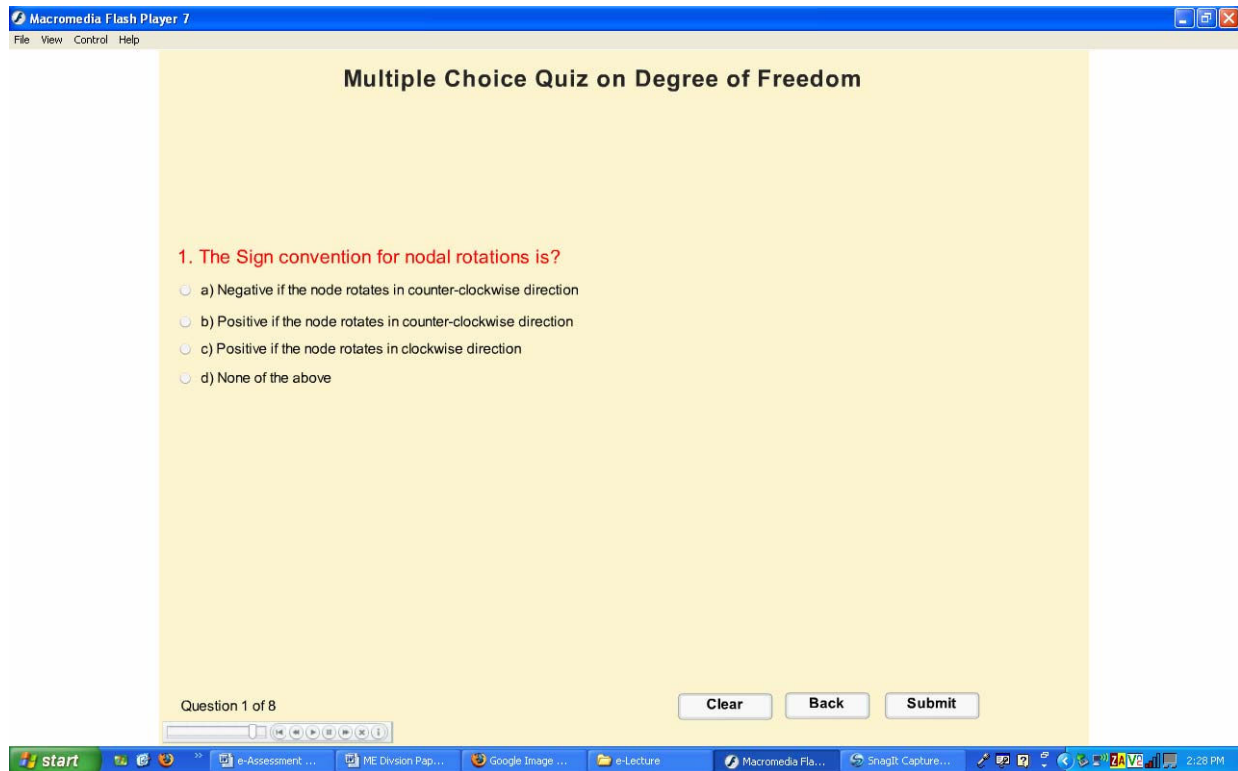 Macromedia Flash Player 7
File View Control Help
Multiple Choice Quiz on Degree of Freedom
1. The Sign convention for nodal rotations is?
a) Negative if the node rotates in counter-clockwise direction
b) Positive if the node rotates in counter-clockwise direction
c) Positive if the node rotates in clockwise direction
d) None of the above
Question 1 of 8
Clear Back Submit
start e-Assessment ... ME Divsion Pap... Google Image ... e-Lecture Macromedia Fla... SnagIt Capture... ZA V2 2:28 PM